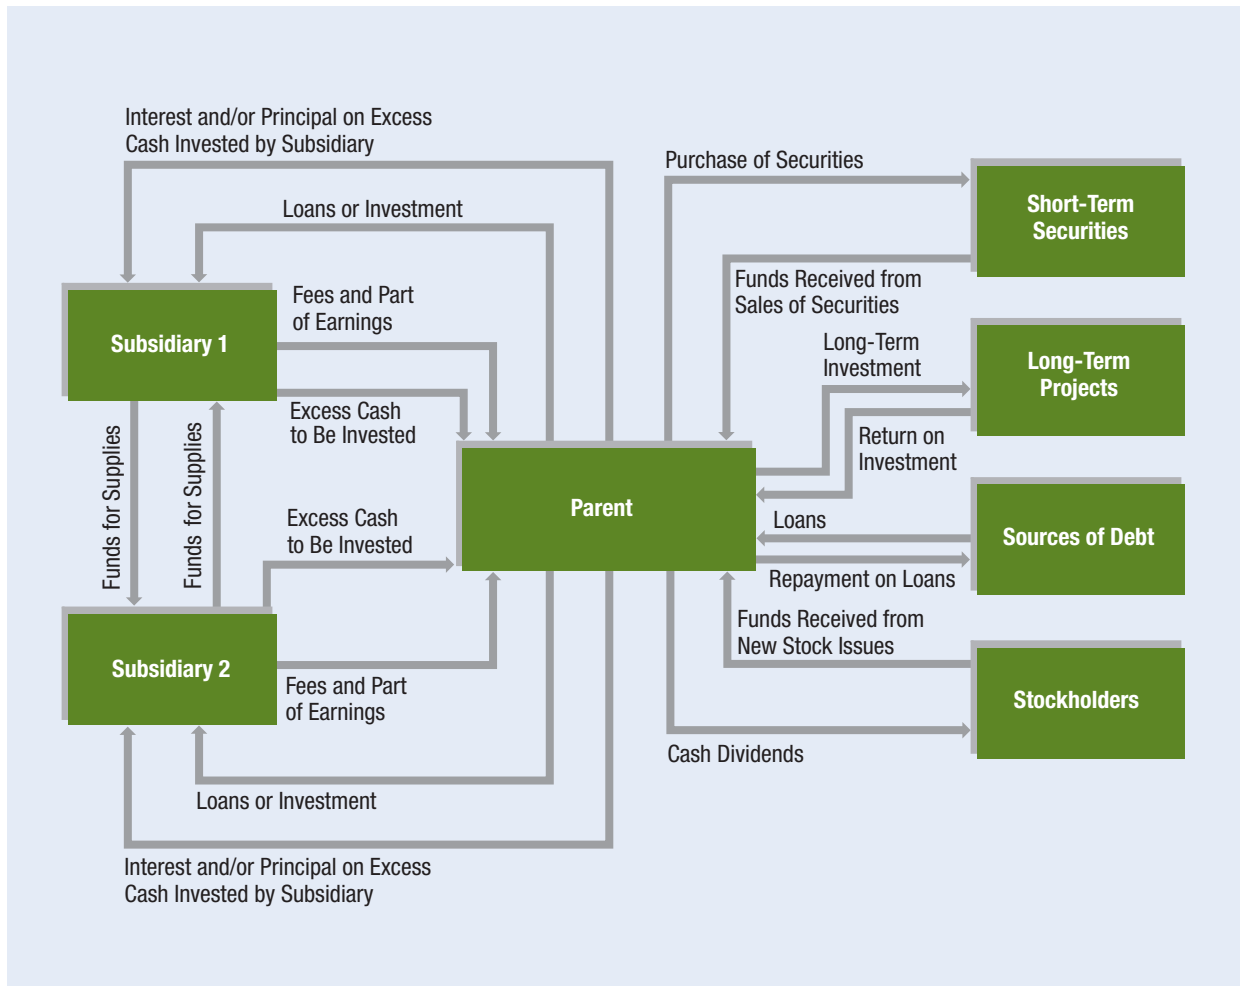 Interest and/or Principal on Excess
Cash Invested by Subsidiary
Loans or Investment
Fees and Part
of Earnings
Subsidiary 1
Excess Cash
to Be Invested
Funds for Supplies
Funds for Supplies
Excess Cash
to Be Invested
Subsidiary 2
Fees and Part
of Earnings
Loans or Investment
Interest and/or Principal on Excess
Cash Invested by Subsidiary
Parent
Purchase of Securities
Short-Term
Securities
Funds Received from
Sales of Securities
Long-Term
Investment
Long-Term
Projects
Return on
Investment
Loans
Sources of Debt
Repayment on Loans
Funds Received from
New Stock Issues
Stockholders
Cash Dividends